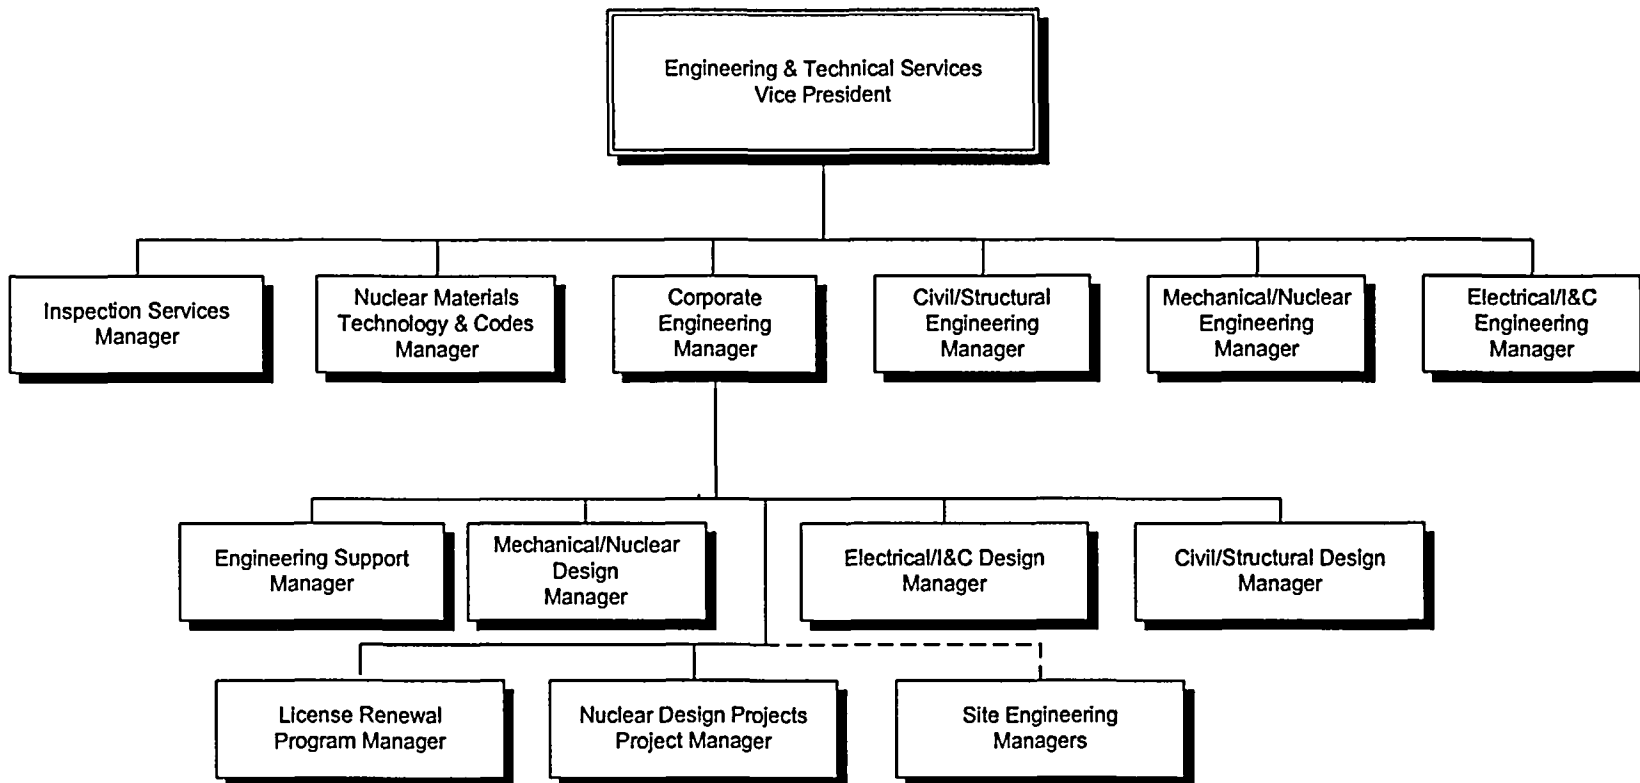 Engineering & Technical Services
Vice President
Inspection Services
Manager
Nuclear Materials
Technology & Codes
Manager
Corporate
Engineering
Manager
Civil/Structural
Engineering
Manager
Mechanical/Nuclear
Engineering
Manager
Electrical/I&C
Engineering
Manager
Engineering Support
Manager
Mechanical/Nuclear
Design
Manager
Electrical/I&C Design
Manager
Civil/Structural Design
Manager
License Renewal
Program Manager
Nuclear Design Projects
Project Manager
Site Engineering
Managers